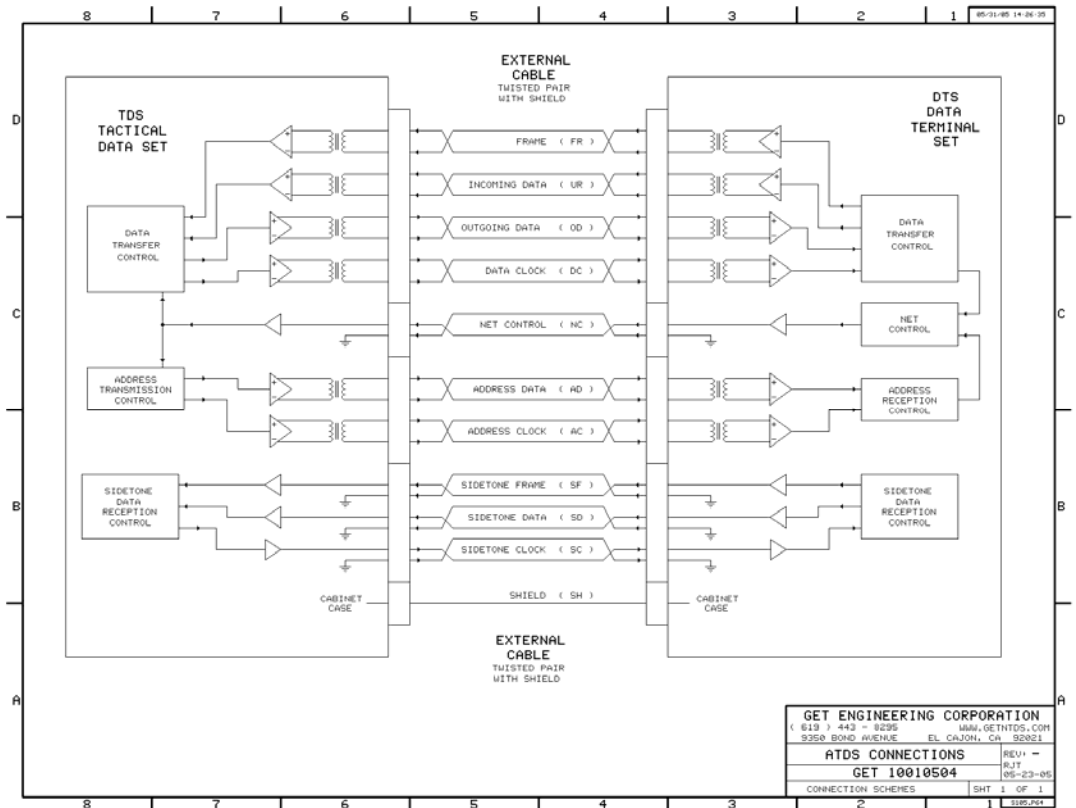 8 7 6 5 4 3 2 1
05/31/05 14:26:35
EXTERNAL
CABLE
TWISTED PAIR
WITH SHIELD
D
D
TDS
TACTICAL
DATA SET
DTS
DATA
TERMINAL
SET
FRAME ( FR )
INCOMING DATA ( UR )
OUTGOING DATA ( OD )
DATA CLOCK ( DC )
DATA
TRANSFER
CONTROL
DATA
TRANSFER
CONTROL
C
C
NET CONTROL ( NC )
NET
CONTROL
ADDRESS
TRANSMISSION
CONTROL
ADDRESS DATA ( AD )
ADDRESS CLOCK ( AC )
ADDRESS
RECEPTION
CONTROL
B
B
SIDETONE
DATA
RECEPTION
CONTROL
SIDETONE FRAME ( SF )
SIDETONE DATA ( SD )
SIDETONE CLOCK ( SC )
SIDETONE
DATA
RECEPTION
CONTROL
CABINET
CASE
SHIELD ( SH )
CABINET
CASE
EXTERNAL
CABLE
TWISTED PAIR
WITH SHIELD
A
A
GET ENGINEERING CORPORATION
( 619 ) 443 - 8295 WWW.GETNTDS.COM
9350 BOND AVENUE EL CAJON, CA 92021
ATDS CONNECTIONS
GET 10010504
REV: -
RJT
05-23-05
CONNECTION SCHEMES
SHT 1 OF 1
8 7 6 5 4 3 2 1